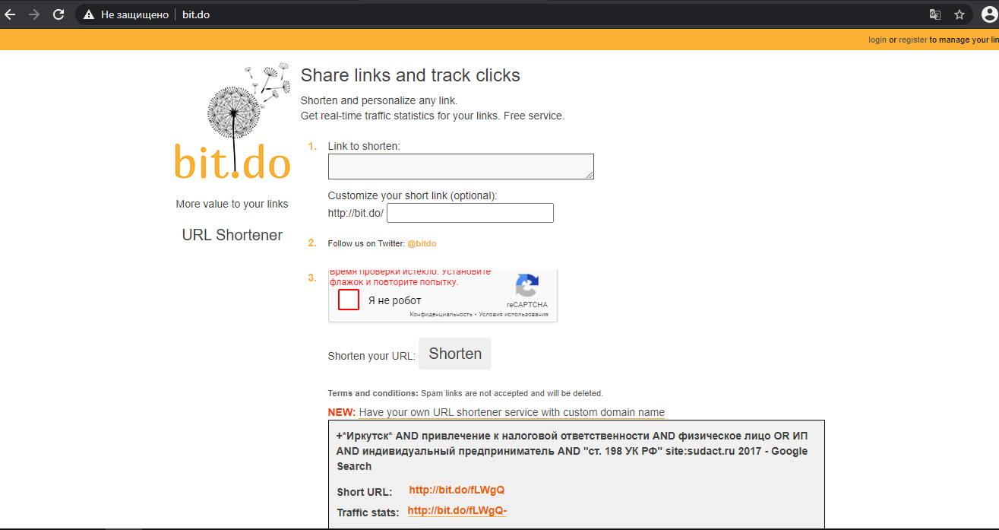 Не защищено
bit.do
login or register to manage your lin
Share links and track clicks
Shorten and personalize any link.
Get real-time traffic statistics for your links. Free service.
bit.do
More value to your links
URL Shortener
1. Link to shorten:
Customize your short link (optional):
http://bit.do/
2. Follow us on Twitter: @bitdo
3. Время проверки истекло. Установите
флажок и повторите попытку.
Я не робот
reCAPTCHA
Конфиденциальность - Условия использования
Shorten your URL: Shorten
Terms and conditions: Spam links are not accepted and will be deleted.
NEW: Have your own URL shortener service with custom domain name
+*Иркутск* AND привлечение к налоговой ответственности AND физическое лицо OR ИП
AND индивидуальный предприниматель AND "ст. 198 УК РФ" site:sudact.ru 2017 - Google
Search
Short URL: http://bit.do/fLWgQ
Traffic stats: http://bit.do/fLWgQ-